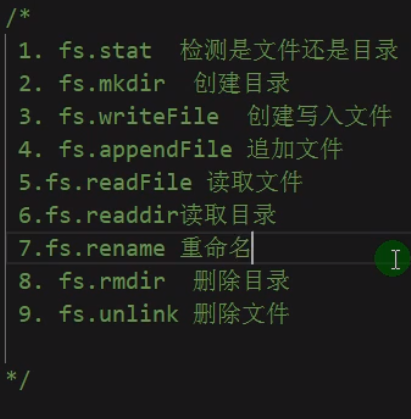 /*
1. fs.stat 检测是文件还是目录
2. fs.mkdir 创建目录
3. fs.writeFile 创建写入文件
4. fs.appendFile 追加文件
5.fs.readFile 读取文件
6.fs.readdir读取目录
7.fs.rename 重命名
8. fs.rmdir 删除目录
9. fs.unlink 删除文件
*/